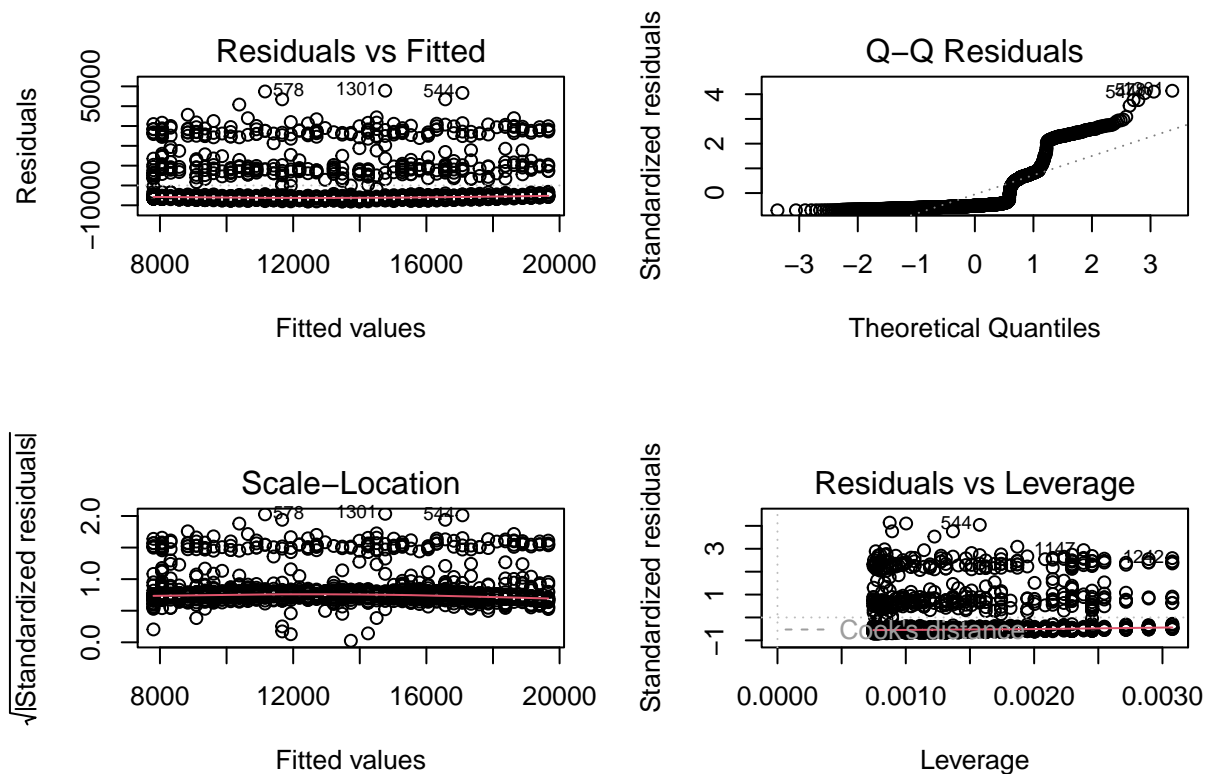 Residuals vs Fitted
Residuals
50000
−10000
578
1301
544
8000 12000 16000 20000
Fitted values
Q−Q Residuals
Standardized residuals
4
2
0
−3 −2 −1 0 1 2 3
Theoretical Quantiles
Scale−Location
√|Standardized residuals|
2.0
1.0
0.0
578
1301
544
8000 12000 16000 20000
Fitted values
Residuals vs Leverage
Standardized residuals
3
1
−1
544
1147
1242
Cook's distance
0.0000 0.0010 0.0020 0.0030
Leverage